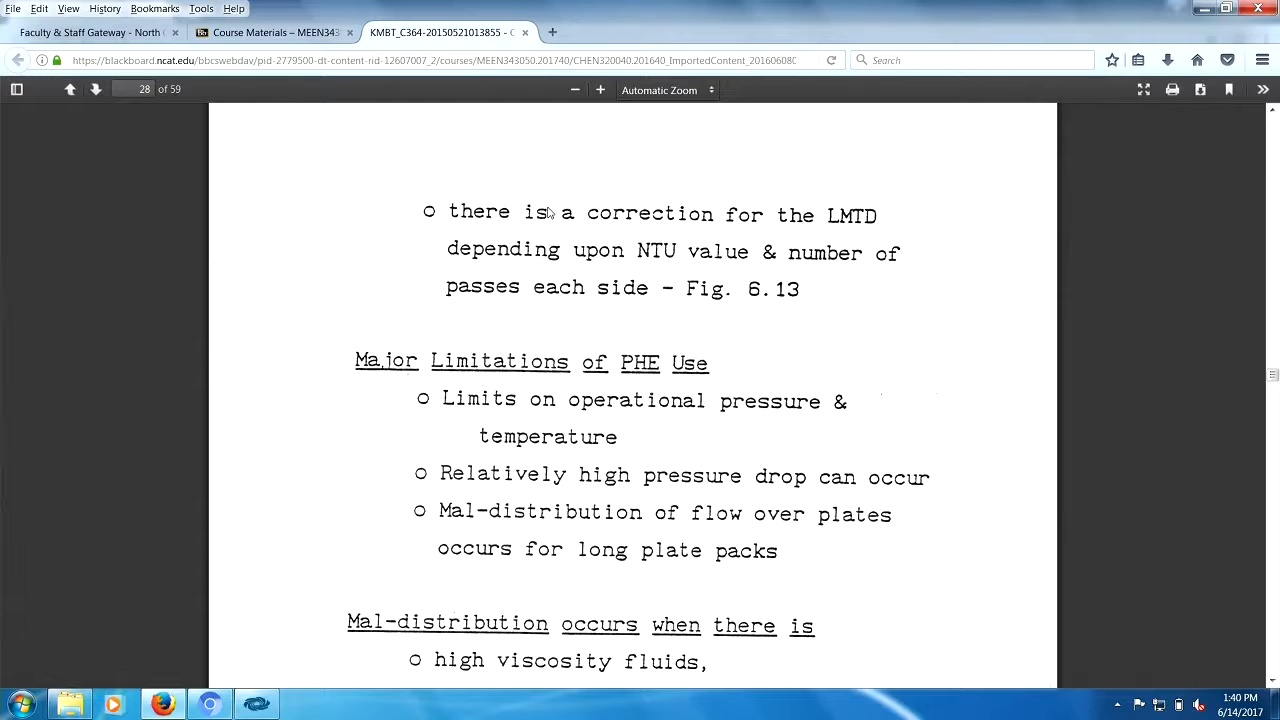 File Edit View History Bookmarks Tools Help
Faculty & Staff Gateway - North C × Course Materials – MEEN343 × KMBT_C364-20150521013855 - C × +
https://blackboard.ncat.edu/bbcswebdav/pid-2779500-dt-content-rid-12607007_2/courses/MEEN343050.201740/CHEN320040.201640_ImportedContent_201606080 Search
28 of 59 Automatic Zoom
o there is a correction for the LMTD
depending upon NTU value & number of
passes each side - Fig. 6.13
Major Limitations of PHE Use
o Limits on operational pressure &
temperature
o Relatively high pressure drop can occur
o Mal-distribution of flow over plates
occurs for long plate packs
Mal-distribution occurs when there is
o high viscosity fluids,
1:40 PM
6/14/2017